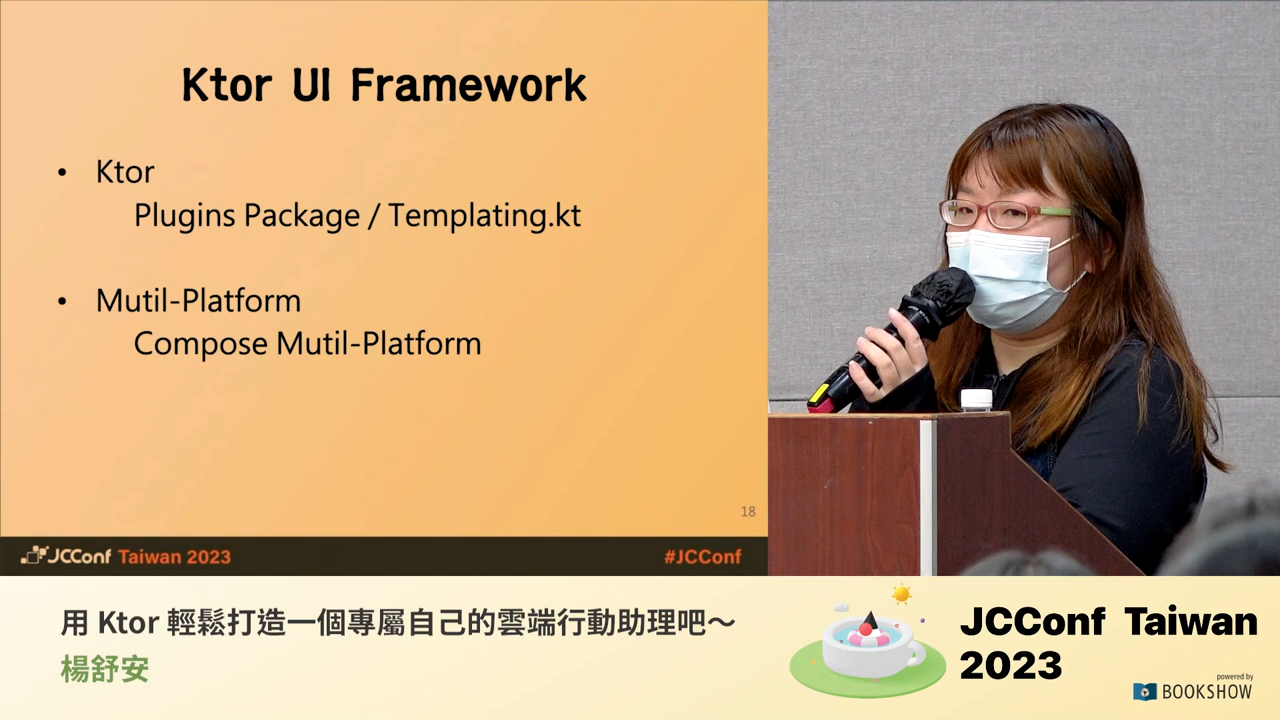 Ktor UI Framework
• Ktor
Plugins Package / Templating.kt
• Mutil-Platform
Compose Mutil-Platform
18
JCConf Taiwan 2023
#JCConf
用 Ktor 輕鬆打造一個專屬自己的雲端行動助理吧～
楊舒安
JCConf Taiwan
2023
powered by
BOOKSHOW